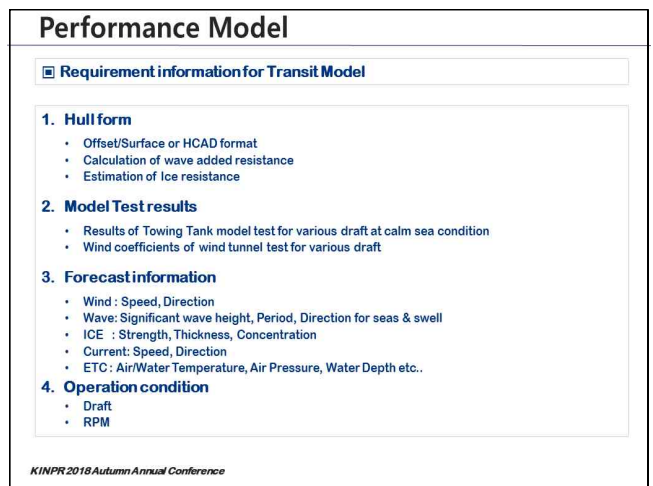 Performance Model
▣ Requirement information for Transit Model
1. Hull form
• Offset/Surface or HCAD format
• Calculation of wave added resistance
• Estimation of Ice resistance
2. Model Test results
• Results of Towing Tank model test for various draft at calm sea condition
• Wind coefficients of wind tunnel test for various draft
3. Forecast information
• Wind : Speed, Direction
• Wave: Significant wave height, Period, Direction for seas & swell
• ICE : Strength, Thickness, Concentration
• Current: Speed, Direction
• ETC : Air/Water Temperature, Air Pressure, Water Depth etc..
4. Operation condition
• Draft
• RPM
KINPR 2018 Autumn Annual Conference